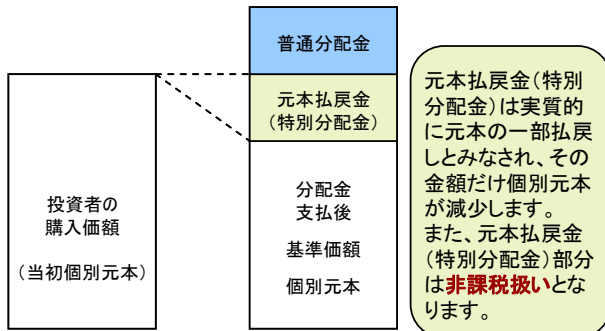 普通分配金
元本払戻金
（特別分配金）
投資者の
購入価額
（当初個別元本）
分配金
支払後
基準価額
個別元本
元本払戻金（特別
分配金）は実質的
に元本の一部払戻
しとみなされ、その
金額だけ個別元本
が減少します。
また、元本払戻金
（特別分配金）部分
は非課税扱いとな
ります。